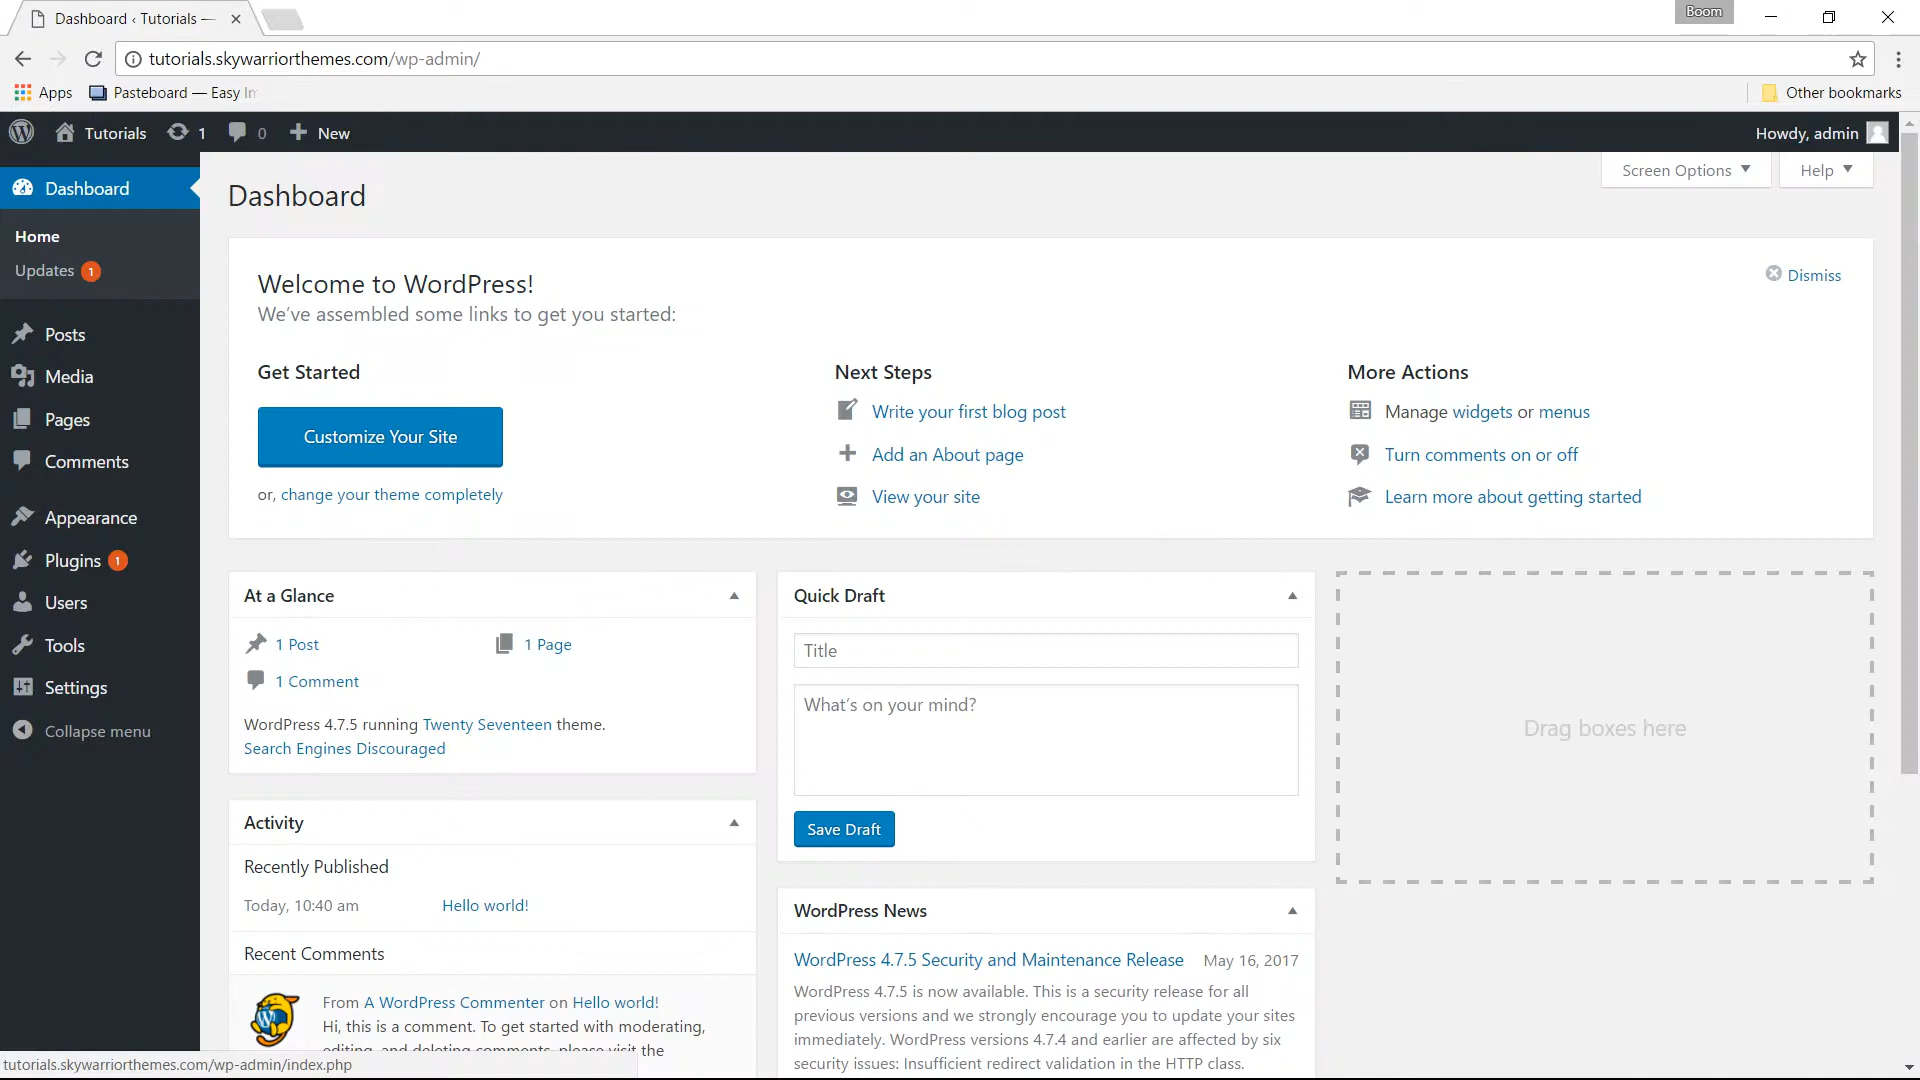 Dashboard ‹ Tutorials —
Boom
tutorials.skywarriorthemes.com/wp-admin/
Apps
Pasteboard — Easy Im
Other bookmarks
Tutorials
1
0
New
Howdy, admin
Dashboard
Home
Updates 1
Posts
Media
Pages
Comments
Appearance
Plugins 1
Users
Tools
Settings
Collapse menu
Dashboard
Screen Options
Help
Welcome to WordPress!
We've assembled some links to get you started:
Dismiss
Get Started
Customize Your Site
or, change your theme completely
Next Steps
Write your first blog post
Add an About page
View your site
More Actions
Manage widgets or menus
Turn comments on or off
Learn more about getting started
At a Glance
1 Post
1 Page
1 Comment
WordPress 4.7.5 running Twenty Seventeen theme.
Search Engines Discouraged
Activity
Recently Published
Today, 10:40 am
Hello world!
Recent Comments
From A WordPress Commenter on Hello world!
Hi, this is a comment. To get started with moderating,
editing, and deleting comments, please visit the
Quick Draft
Title
What's on your mind?
Save Draft
WordPress News
WordPress 4.7.5 Security and Maintenance Release May 16, 2017
WordPress 4.7.5 is now available. This is a security release for all
previous versions and we strongly encourage you to update your sites
immediately. WordPress versions 4.7.4 and earlier are affected by six
security issues: Insufficient redirect validation in the HTTP class.
Drag boxes here
tutorials.skywarriorthemes.com/wp-admin/index.php